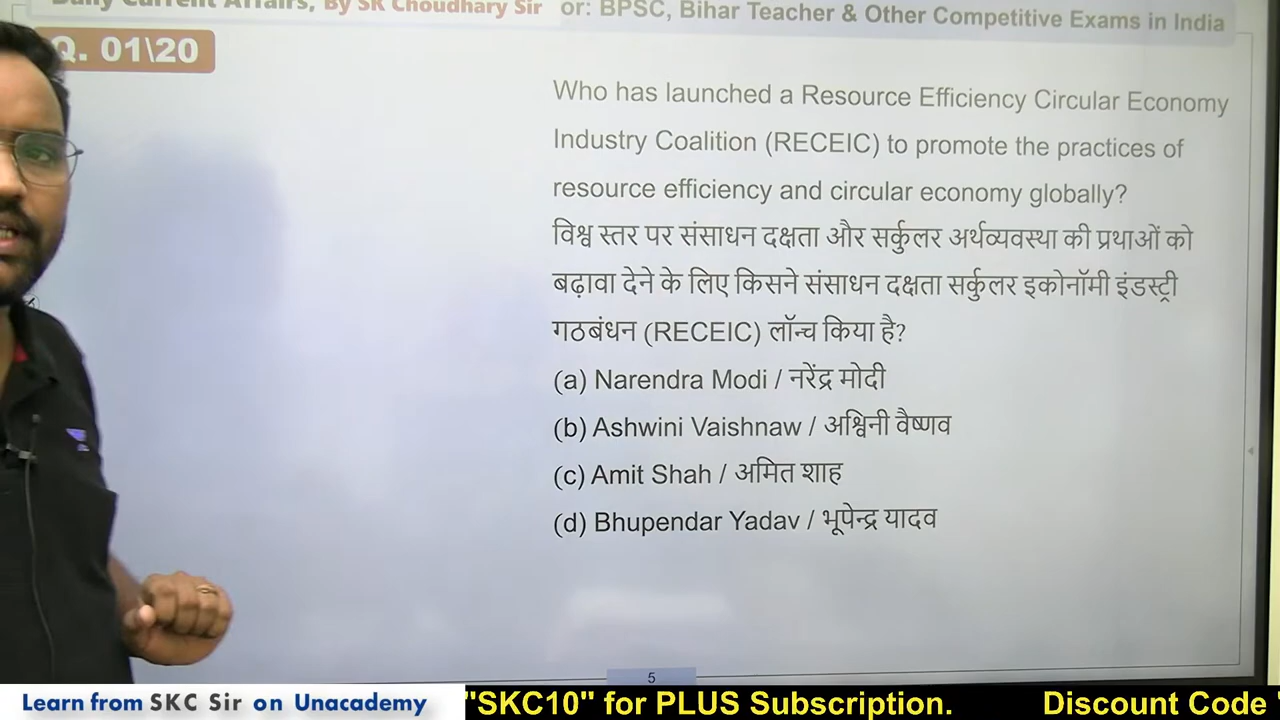 Daily Current Affairs, By SK Choudhary Sir or: BPSC, Bihar Teacher & Other Competitive Exams in India
Q. 01\20
Who has launched a Resource Efficiency Circular Economy
Industry Coalition (RECEIC) to promote the practices of
resource efficiency and circular economy globally?
विश्व स्तर पर संसाधन दक्षता और सर्कुलर अर्थव्यवस्था की प्रथाओं को
बढ़ावा देने के लिए किसने संसाधन दक्षता सर्कुलर इकोनॉमी इंडस्ट्री
गठबंधन (RECEIC) लॉन्च किया है?
(a) Narendra Modi / नरेंद्र मोदी
(b) Ashwini Vaishnaw / अश्विनी वैष्णव
(c) Amit Shah / अमित शाह
(d) Bhupendar Yadav / भूपेन्द्र यादव
5
Learn from SKC Sir on Unacademy
"SKC10" for PLUS Subscription. Discount Code